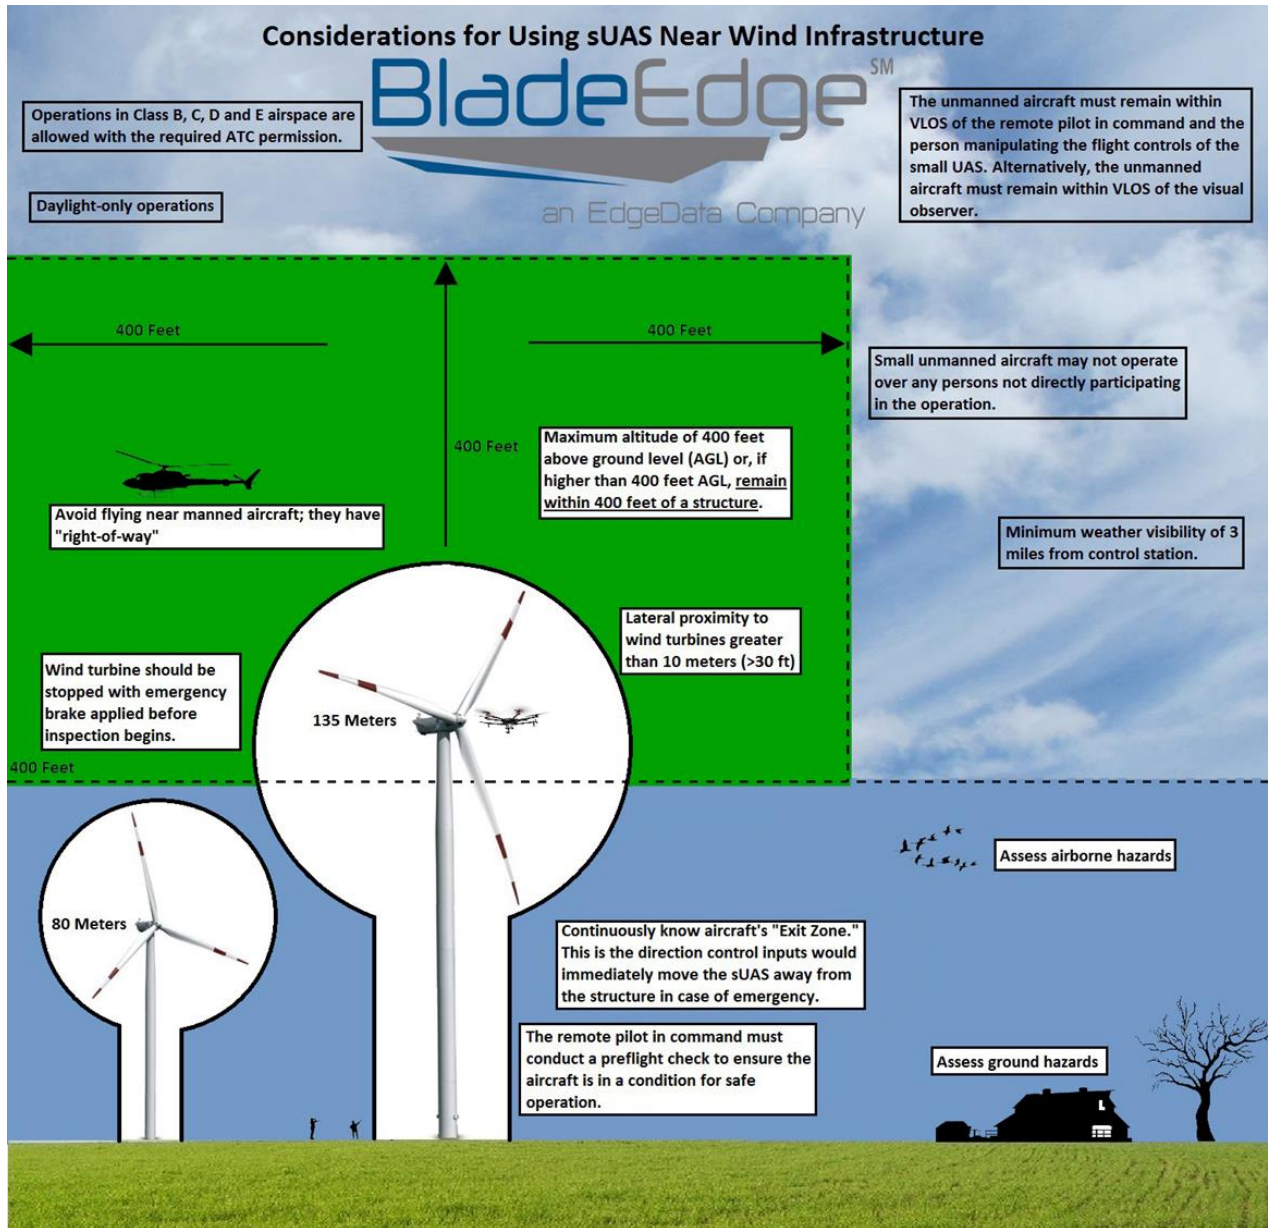 Considerations for Using sUAS Near Wind Infrastructure
BladeEdge SM
an EdgeData Company
Operations in Class B, C, D and E airspace are
allowed with the required ATC permission.
Daylight-only operations
The unmanned aircraft must remain within
VLOS of the remote pilot in command and the
person manipulating the flight controls of the
small UAS. Alternatively, the unmanned
aircraft must remain within VLOS of the visual
observer.
400 Feet
400 Feet
Small unmanned aircraft may not operate
over any persons not directly participating
in the operation.
400 Feet
Maximum altitude of 400 feet
above ground level (AGL) or, if
higher than 400 feet AGL, remain
within 400 feet of a structure.
Avoid flying near manned aircraft; they have
"right-of-way"
Minimum weather visibility of 3
miles from control station.
Lateral proximity to
wind turbines greater
than 10 meters (>30 ft)
Wind turbine should be
stopped with emergency
brake applied before
inspection begins.
135 Meters
400 Feet
Assess airborne hazards
80 Meters
Continuously know aircraft's "Exit Zone."
This is the direction control inputs would
immediately move the sUAS away from
the structure in case of emergency.
The remote pilot in command must
conduct a preflight check to ensure the
aircraft is in a condition for safe
operation.
Assess ground hazards